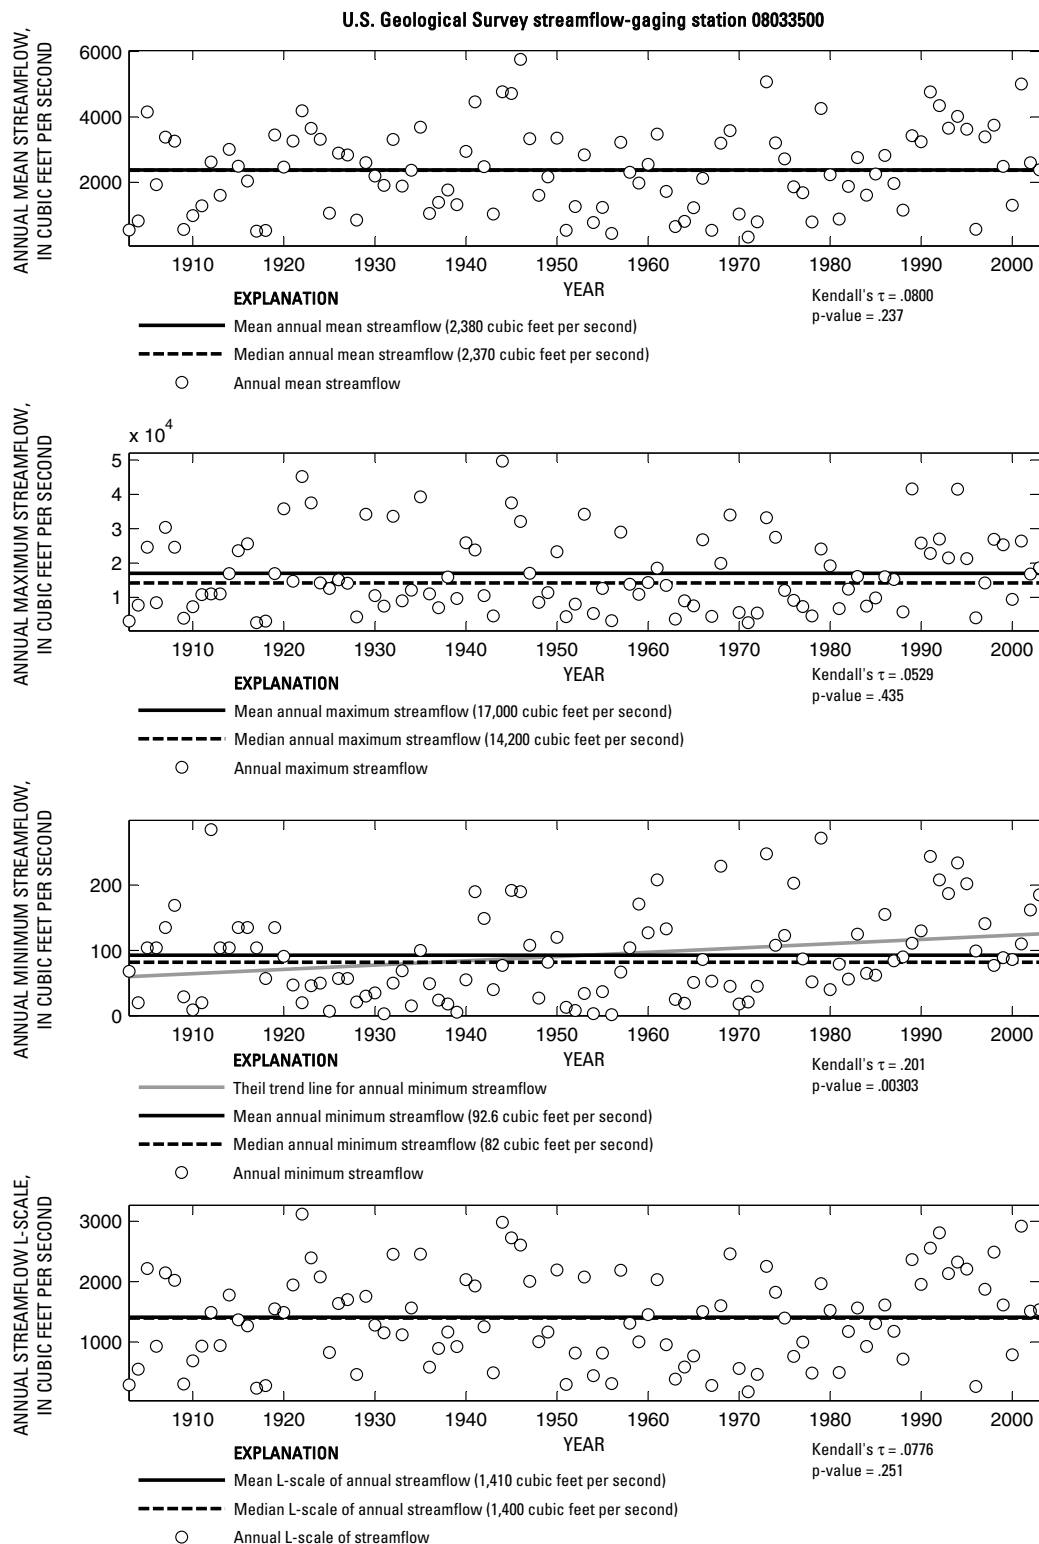 U.S. Geological Survey streamflow-gaging station 08033500
ANNUAL MEAN STREAMFLOW,
IN CUBIC FEET PER SECOND
6000
4000
2000
1910 1920 1930 1940 1950 1960 1970 1980 1990 2000
YEAR
Kendall's τ = .0800
p-value = .237
EXPLANATION
Mean annual mean streamflow (2,380 cubic feet per second)
Median annual mean streamflow (2,370 cubic feet per second)
Annual mean streamflow
ANNUAL MAXIMUM STREAMFLOW,
IN CUBIC FEET PER SECOND
x 10^4
5
4
3
2
1
1910 1920 1930 1940 1950 1960 1970 1980 1990 2000
YEAR
Kendall's τ = .0529
p-value = .435
EXPLANATION
Mean annual maximum streamflow (17,000 cubic feet per second)
Median annual maximum streamflow (14,200 cubic feet per second)
Annual maximum streamflow
ANNUAL MINIMUM STREAMFLOW,
IN CUBIC FEET PER SECOND
200
100
0
1910 1920 1930 1940 1950 1960 1970 1980 1990 2000
YEAR
Kendall's τ = .201
p-value = .00303
EXPLANATION
Theil trend line for annual minimum streamflow
Mean annual minimum streamflow (92.6 cubic feet per second)
Median annual minimum streamflow (82 cubic feet per second)
Annual minimum streamflow
ANNUAL STREAMFLOW L-SCALE,
IN CUBIC FEET PER SECOND
3000
2000
1000
1910 1920 1930 1940 1950 1960 1970 1980 1990 2000
YEAR
Kendall's τ = .0776
p-value = .251
EXPLANATION
Mean L-scale of annual streamflow (1,410 cubic feet per second)
Median L-scale of annual streamflow (1,400 cubic feet per second)
Annual L-scale of streamflow